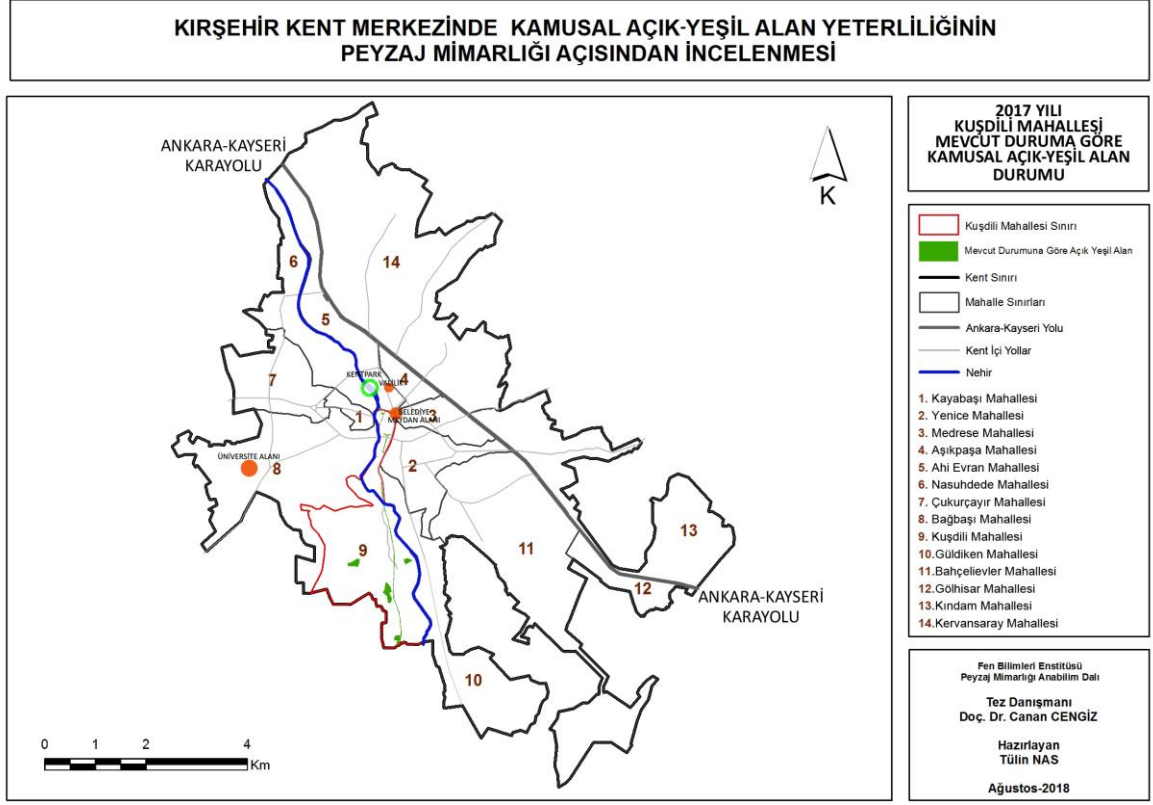 KIRŞEHİR KENT MERKEZİNDE KAMUSAL AÇIK-YEŞİL ALAN YETERLİLİĞİNİN
PEYZAJ MİMARLIĞI AÇISINDAN İNCELENMESİ
ANKARA-KAYSERİ
KARAYOLU
K
6
14
5
7
KENTPARK
VALİLİK
4
1
BELEDİYE
MEYDAN ALANI
3
ÜNİVERSİTE ALANI
8
2
9
11
13
12
ANKARA-KAYSERİ
KARAYOLU
10
0 1 2 4
Km
2017 YILI
KUŞDİLİ MAHALLESİ
MEVCUT DURUMA GÖRE
KAMUSAL AÇIK-YEŞİL ALAN
DURUMU
Kuşdili Mahallesi Sınırı
Mevcut Durumuna Göre Açık Yeşil Alan
Kent Sınırı
Mahalle Sınırları
Ankara-Kayseri Yolu
Kent İçi Yollar
Nehir
1. Kayabaşı Mahallesi
2. Yenice Mahallesi
3. Medrese Mahallesi
4. Aşıkpaşa Mahallesi
5. Ahi Evran Mahallesi
6. Nasuhdede Mahallesi
7. Çukurçayır Mahallesi
8. Bağbaşı Mahallesi
9. Kuşdili Mahallesi
10.Güldiken Mahallesi
11.Bahçelievler Mahallesi
12.Gölhisar Mahallesi
13.Kındam Mahallesi
14.Kervansaray Mahallesi
Fen Bilimleri Enstitüsü
Peyzaj Mimarlığı Anabilim Dalı
Tez Danışmanı
Doç. Dr. Canan CENGİZ
Hazırlayan
Tülin NAS
Ağustos-2018